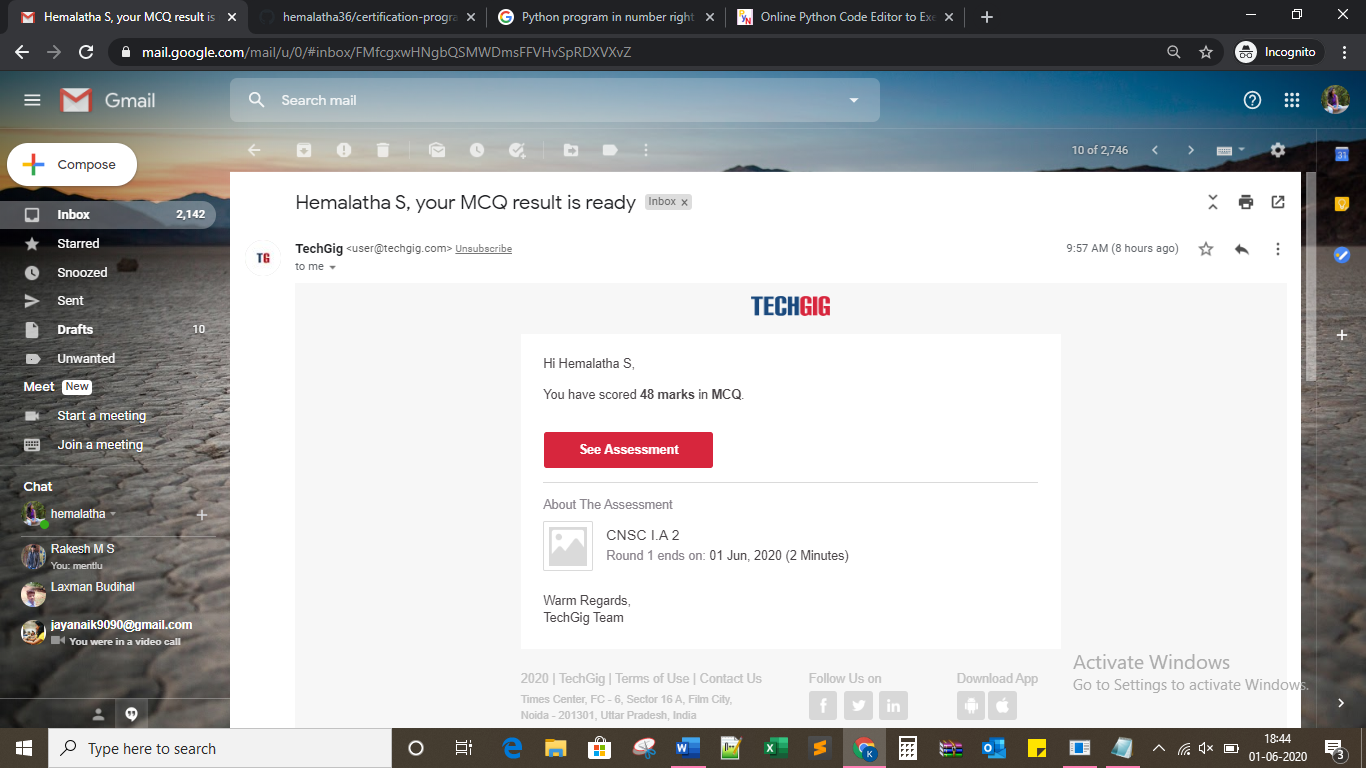 Hemalatha S, your MCQ result is
hemalatha36/certification-progra
Python program in number right
Online Python Code Editor to Exe
mail.google.com/mail/u/0/#inbox/FMfcgxwHNgbQSMWDmsFFVHvSpRDXVXvZ
Incognito
Gmail
Search mail
Compose
10 of 2,746
Inbox 2,142
Starred
Snoozed
Sent
Drafts 10
Unwanted
Meet New
Start a meeting
Join a meeting
Chat
hemalatha
Rakesh M S
You: mentlu
Laxman Budihal
jayanaik9090@gmail.com
You were in a video call
Hemalatha S, your MCQ result is ready Inbox x
TG
TechGig <user@techgig.com> Unsubscribe
9:57 AM (8 hours ago)
to me
TECHGIG
Hi Hemalatha S,
You have scored 48 marks in MCQ.
See Assessment
About The Assessment
CNSC I.A 2
Round 1 ends on: 01 Jun, 2020 (2 Minutes)
Warm Regards,
TechGig Team
2020 | TechGig | Terms of Use | Contact Us
Times Center, FC - 6, Sector 16 A, Film City,
Noida - 201301, Uttar Pradesh, India
Follow Us on
Download App
Activate Windows
Go to Settings to activate Windows.
Type here to search
18:44
01-06-2020
3